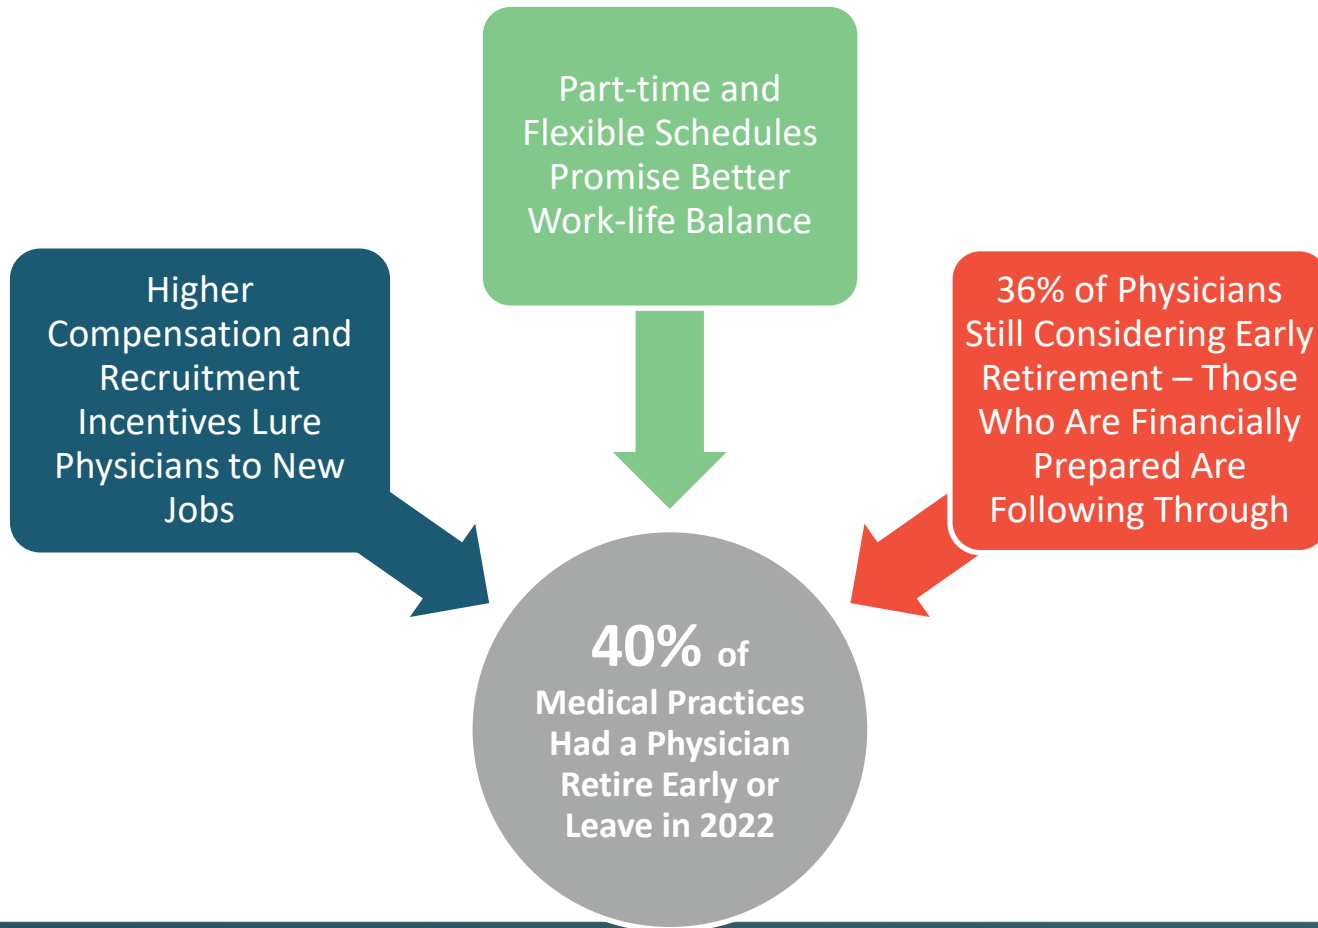 Part-time and
Flexible Schedules
Promise Better
Work-life Balance
Higher
Compensation and
Recruitment
Incentives Lure
Physicians to New
Jobs
36% of Physicians
Still Considering Early
Retirement – Those
Who Are Financially
Prepared Are
Following Through
40% of
Medical Practices
Had a Physician
Retire Early or
Leave in 2022